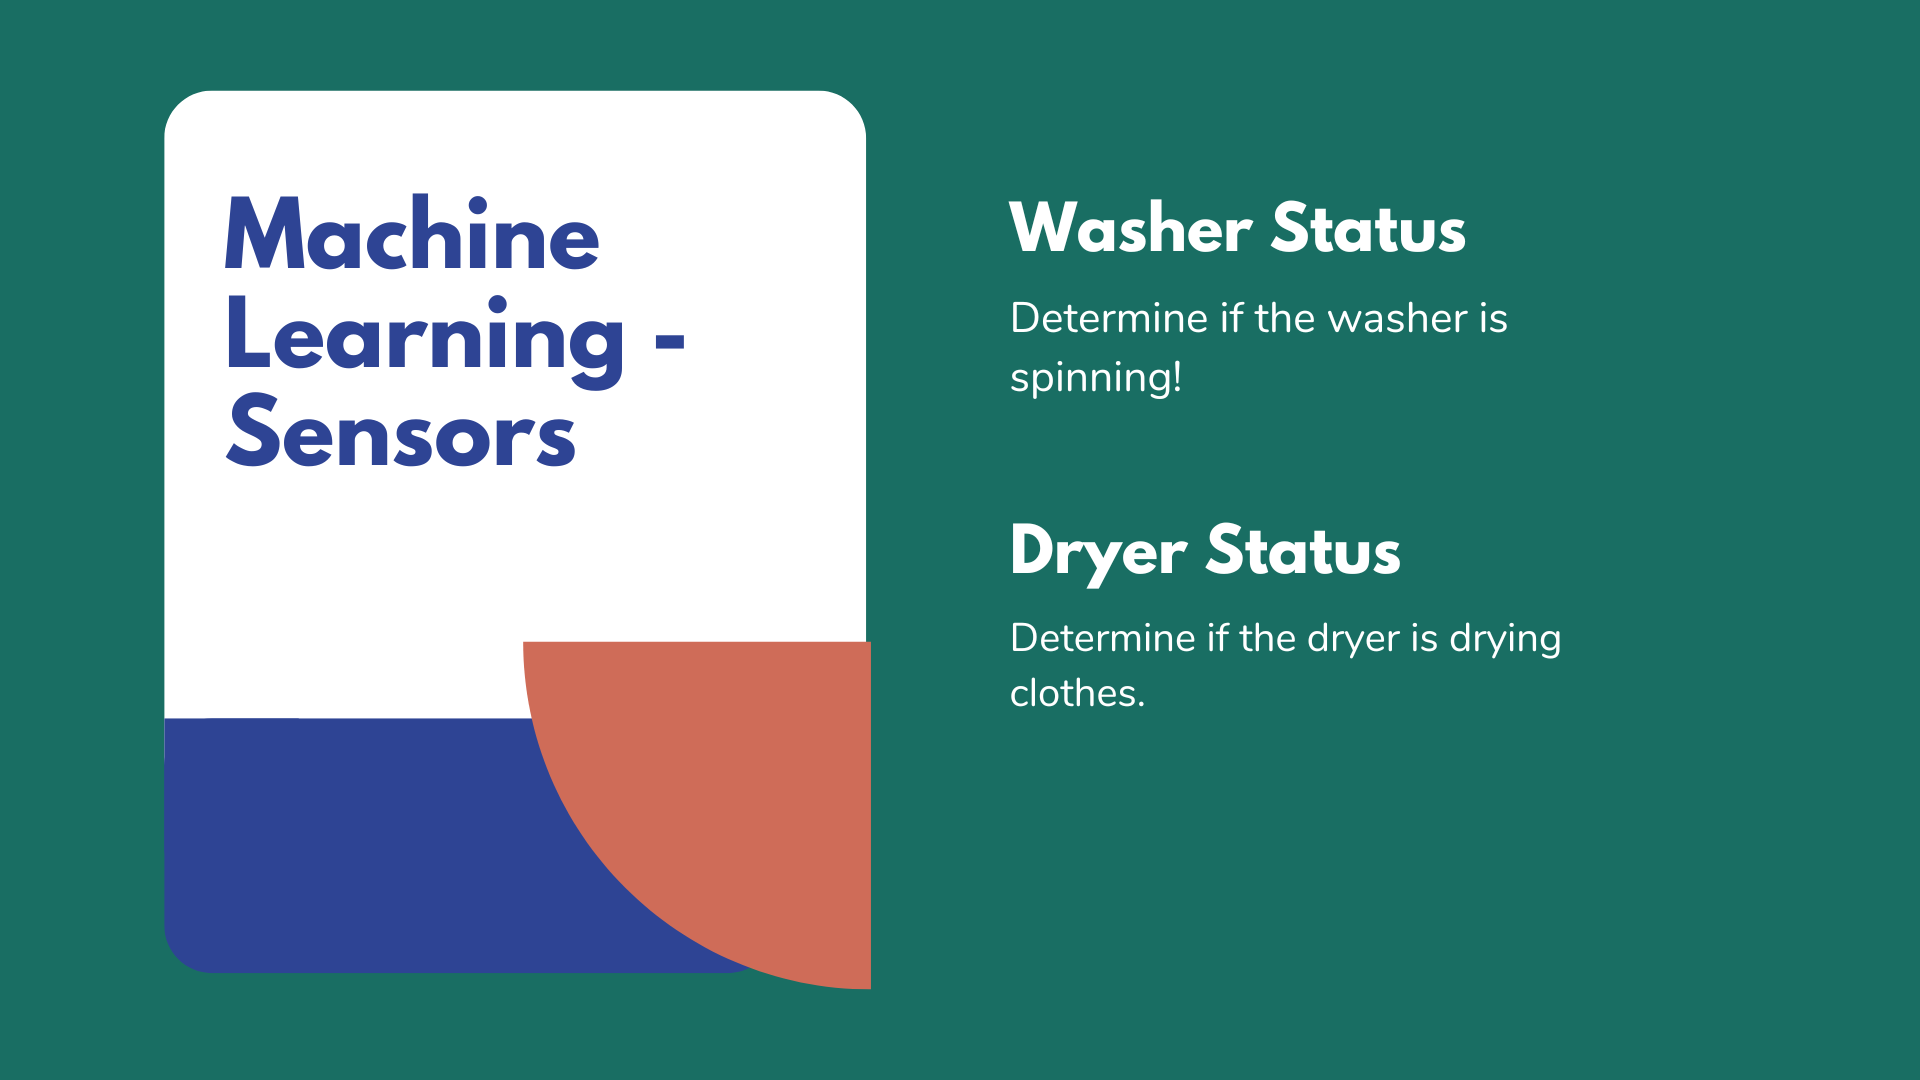 Machine
Learning -
Sensors
Washer Status
Determine if the washer is
spinning!
Dryer Status
Determine if the dryer is drying
clothes.